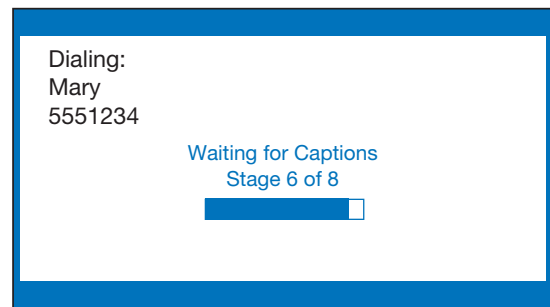 Dialing:
Mary
5551234
Waiting for Captions
Stage 6 of 8